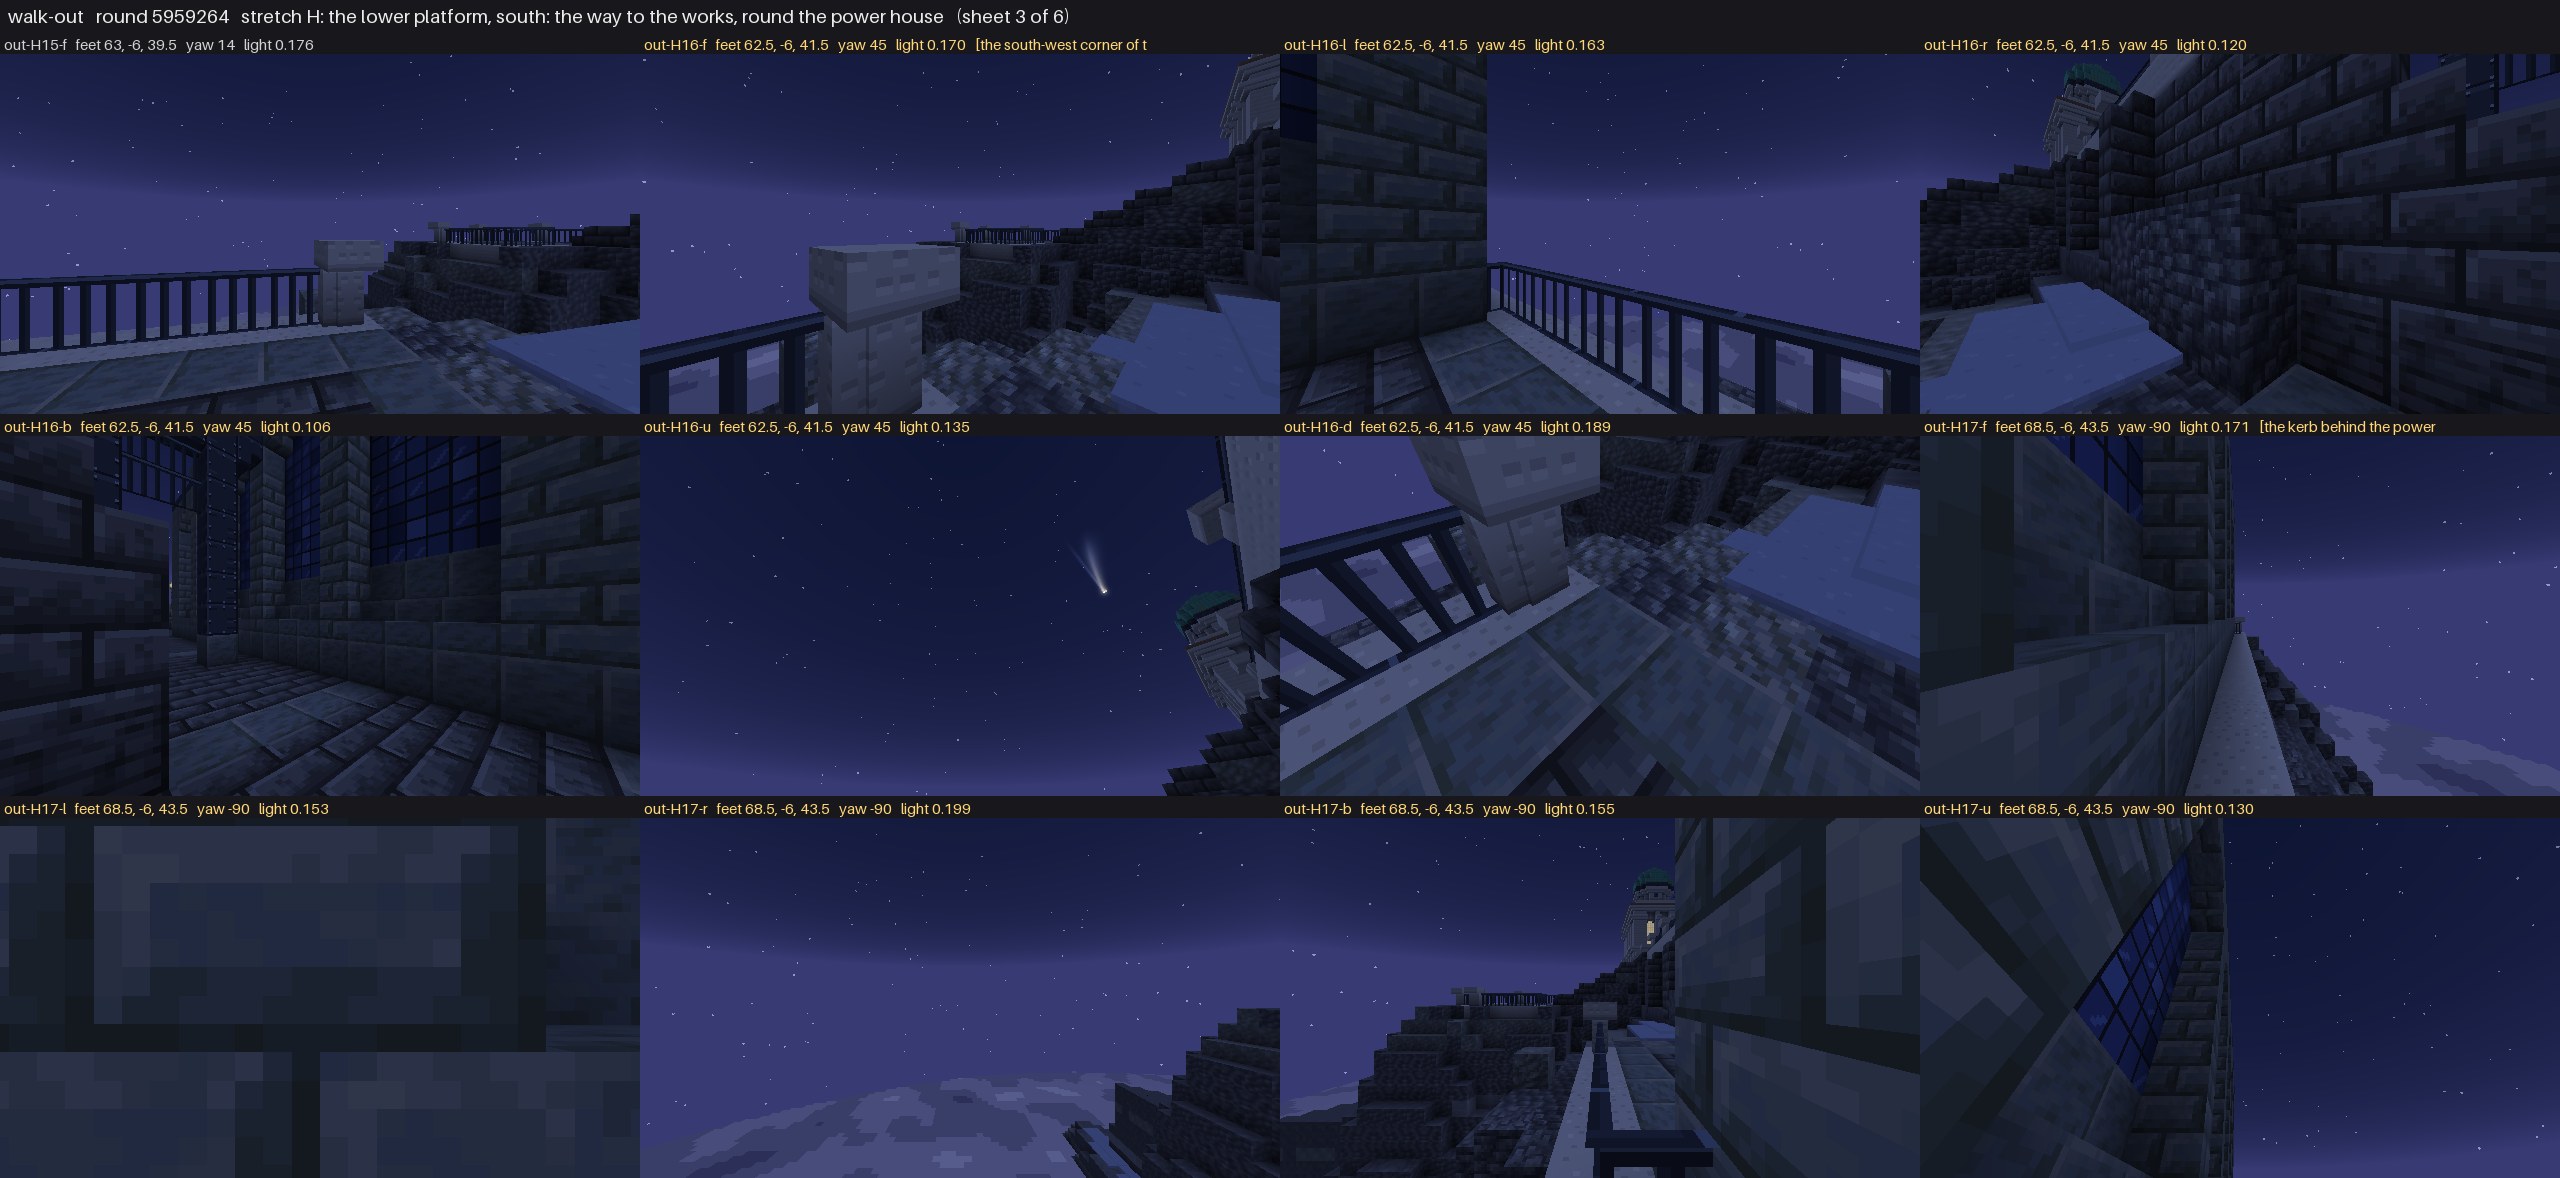 walk-out round 5959264 stretch H: the lower platform, south: the way to the works, round the power house (sheet 3 of 6)
out-H15-f feet 63, -6, 39.5 yaw 14 light 0.176
out-H16-f feet 62.5, -6, 41.5 yaw 45 light 0.170 [the south-west corner of t
out-H16-l feet 62.5, -6, 41.5 yaw 45 light 0.163
out-H16-r feet 62.5, -6, 41.5 yaw 45 light 0.120
out-H16-b feet 62.5, -6, 41.5 yaw 45 light 0.106
out-H16-u feet 62.5, -6, 41.5 yaw 45 light 0.135
out-H16-d feet 62.5, -6, 41.5 yaw 45 light 0.189
out-H17-f feet 68.5, -6, 43.5 yaw -90 light 0.171 [the kerb behind the power
out-H17-l feet 68.5, -6, 43.5 yaw -90 light 0.153
out-H17-r feet 68.5, -6, 43.5 yaw -90 light 0.199
out-H17-b feet 68.5, -6, 43.5 yaw -90 light 0.155
out-H17-u feet 68.5, -6, 43.5 yaw -90 light 0.130